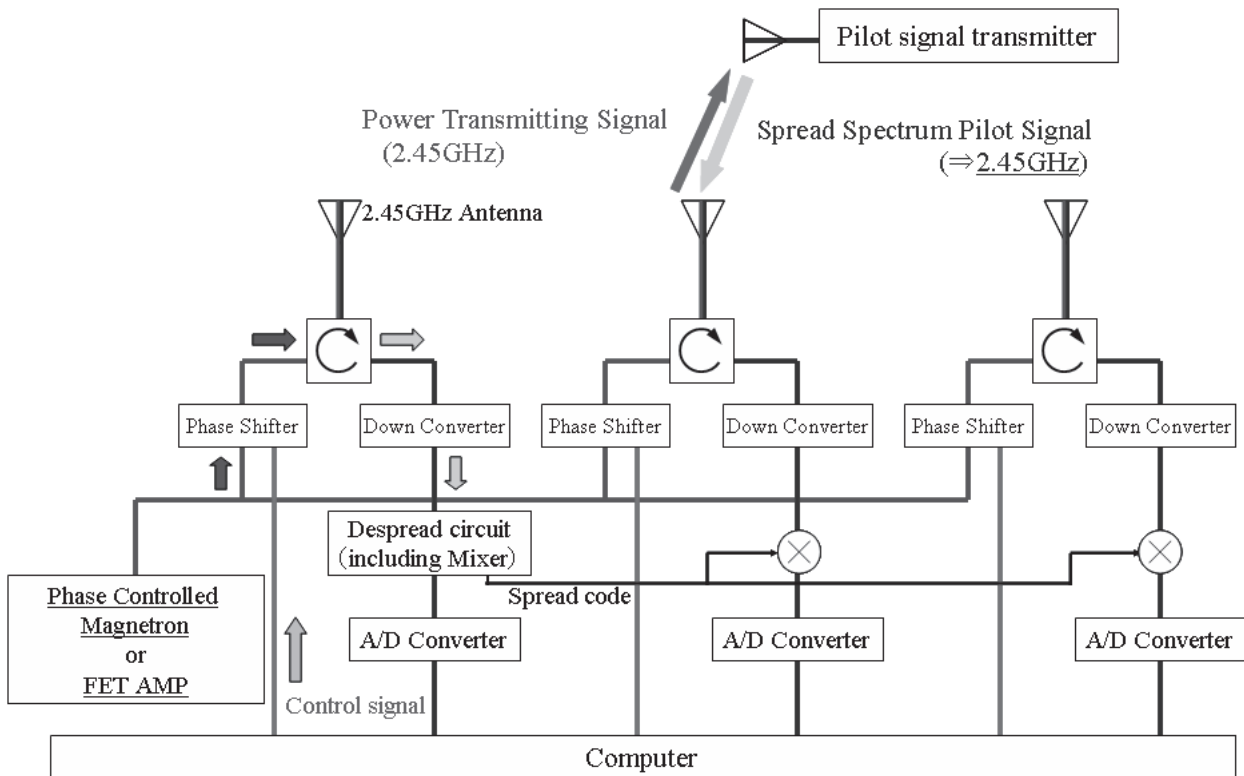 Pilot signal transmitter
Power Transmitting Signal
(2.45GHz)
Spread Spectrum Pilot Signal
(⇒2.45GHz)
2.45GHz Antenna
Phase Shifter
Down Converter
Phase Shifter
Down Converter
Phase Shifter
Down Converter
Despread circuit
(including Mixer)
Spread code
Phase Controlled
Magnetron
or
FET AMP
A/D Converter
A/D Converter
A/D Converter
Control signal
Computer